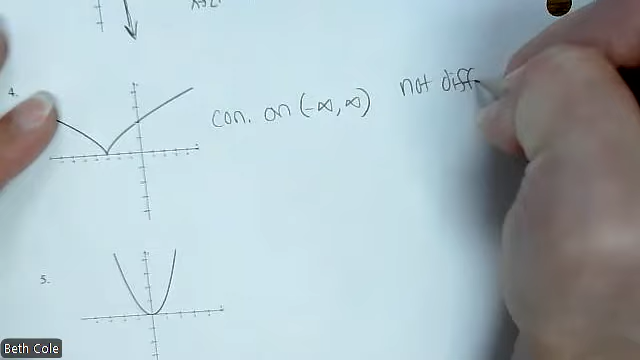 4.
con. on (-∞, ∞) not diff
5.
Beth Cole